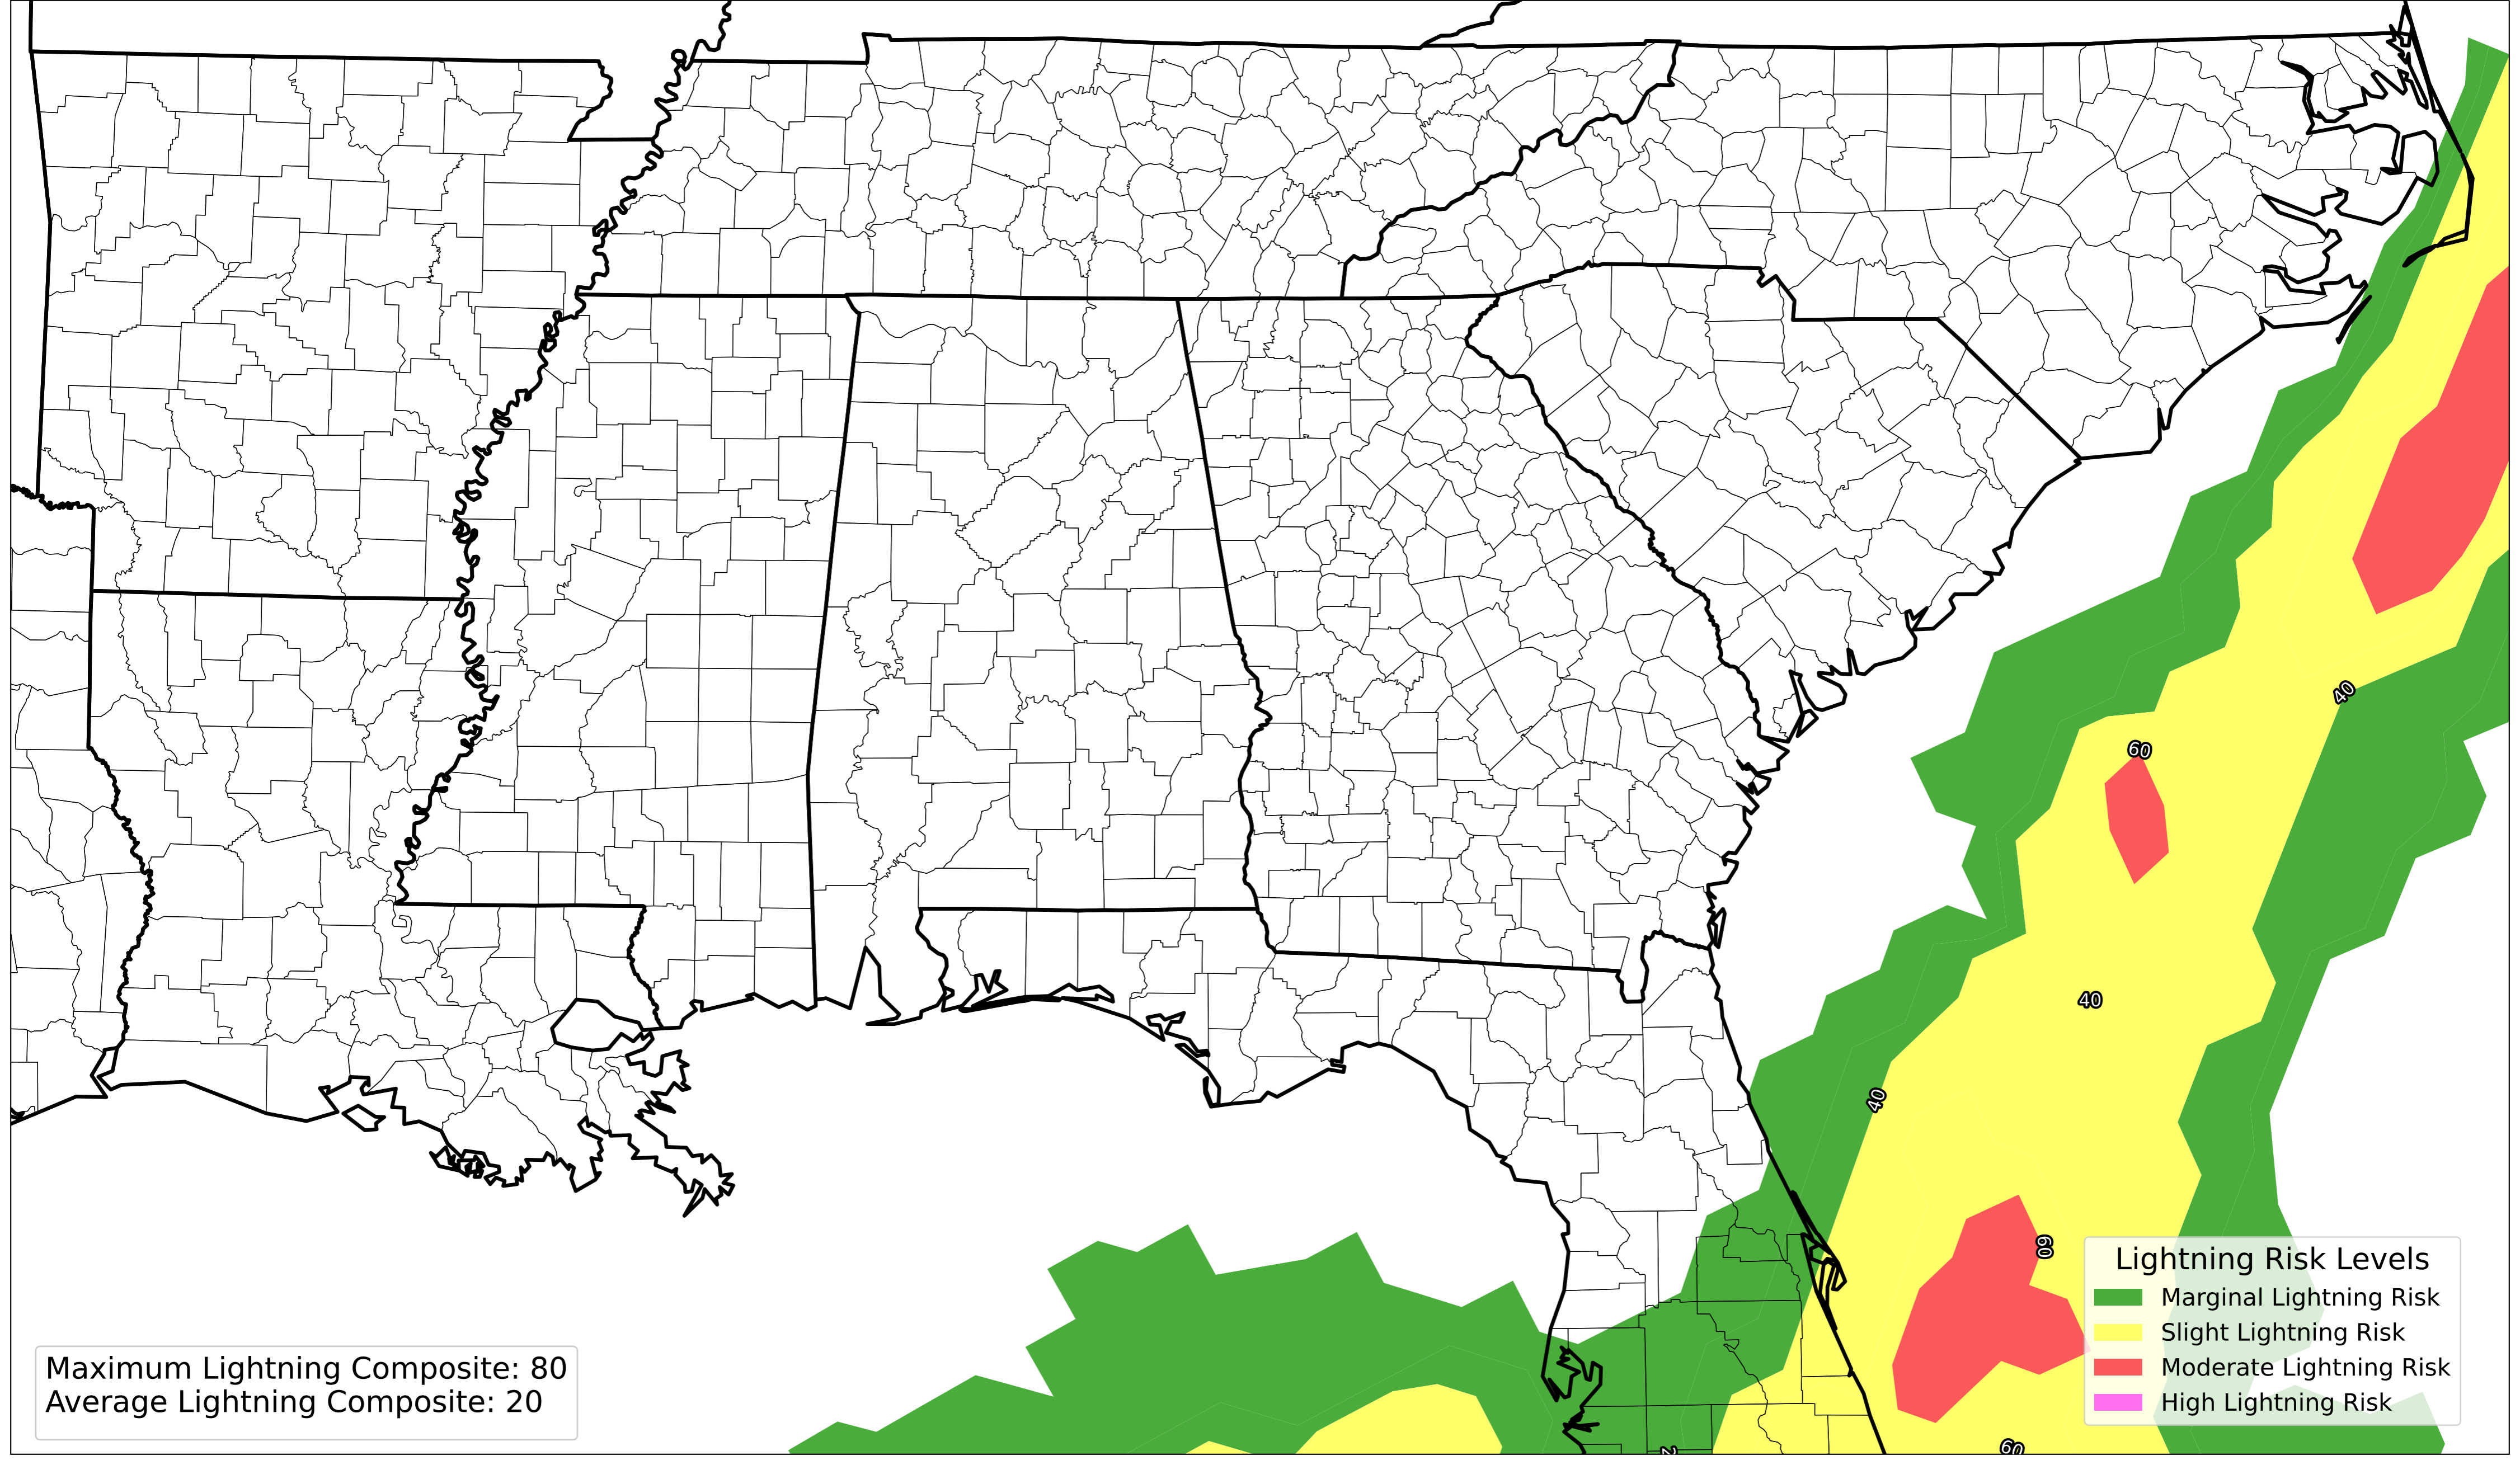 40
60
40
40
60
Lightning Risk Levels
Marginal Lightning Risk
Slight Lightning Risk
Moderate Lightning Risk
High Lightning Risk
Maximum Lightning Composite: 80
Average Lightning Composite: 20
60